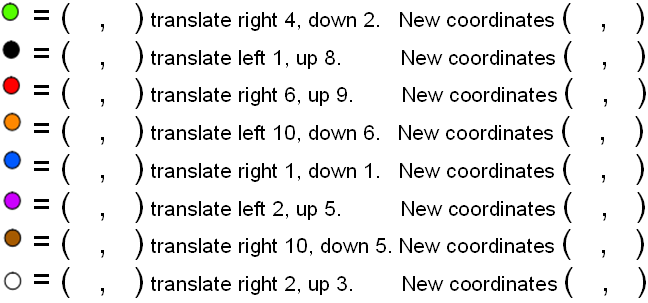 = ( , ) translate right 4, down 2. New coordinates ( , )
= ( , ) translate left 1, up 8. New coordinates ( , )
= ( , ) translate right 6, up 9. New coordinates ( , )
= ( , ) translate left 10, down 6. New coordinates ( , )
= ( , ) translate right 1, down 1. New coordinates ( , )
= ( , ) translate left 2, up 5. New coordinates ( , )
= ( , ) translate right 10, down 5. New coordinates ( , )
= ( , ) translate right 2, up 3. New coordinates ( , )